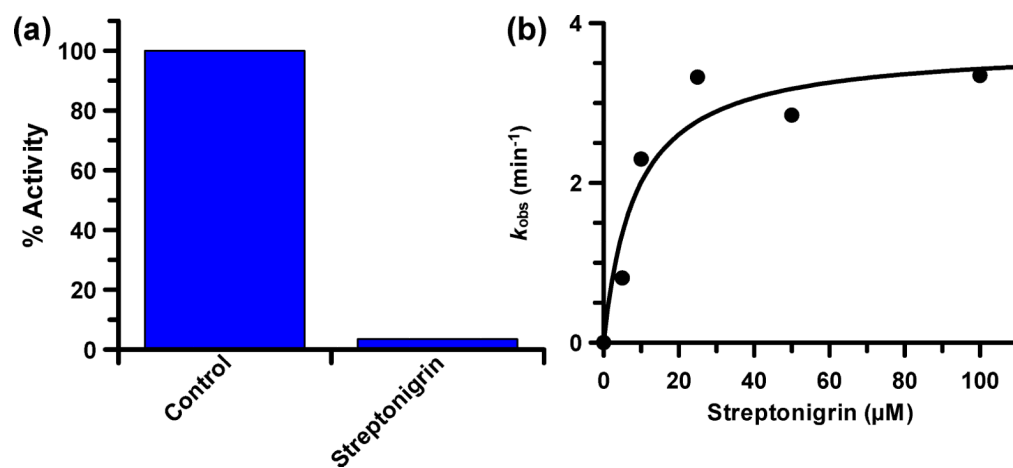 (a)
% Activity
100
80
60
40
20
0
Control
Streptonigrin
(b)
kobs (min-1)
4
2
0
0
20
40
60
80
100
Streptonigrin (µM)